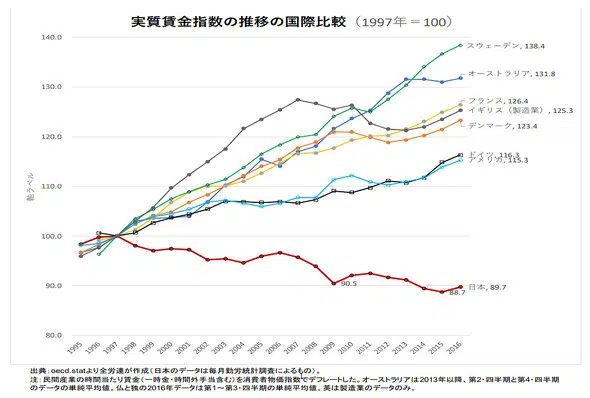 実質賃金指数の推移の国際比較（1997年＝100）
140.0
スウェーデン, 138.4
オーストラリア, 131.8
130.0
フランス, 126.4
イギリス（製造業）, 125.3
デンマーク, 123.4
120.0
ドイツ, 116.3
アメリカ, 115.3
110.0
軸ラベル
100.0
90.0
90.5
88.7
日本, 89.7
80.0
1995 1996 1997 1998 1999 2000 2001 2002 2003 2004 2005 2006 2007 2008 2009 2010 2011 2012 2013 2014 2015 2016
出典：oecd.statより全労連が作成（日本のデータは毎月勤労統計調査によるもの）。
注：民間産業の時間当たり賃金（一時金・時間外手当含む）を消費者物価指数でデフレートした。オーストラリアは2013年以降、第2・四半期と第4・四半期
のデータの単純平均値。仏と独の2016年データは第1～第3・四半期の単純平均値。英は製造業のデータのみ。